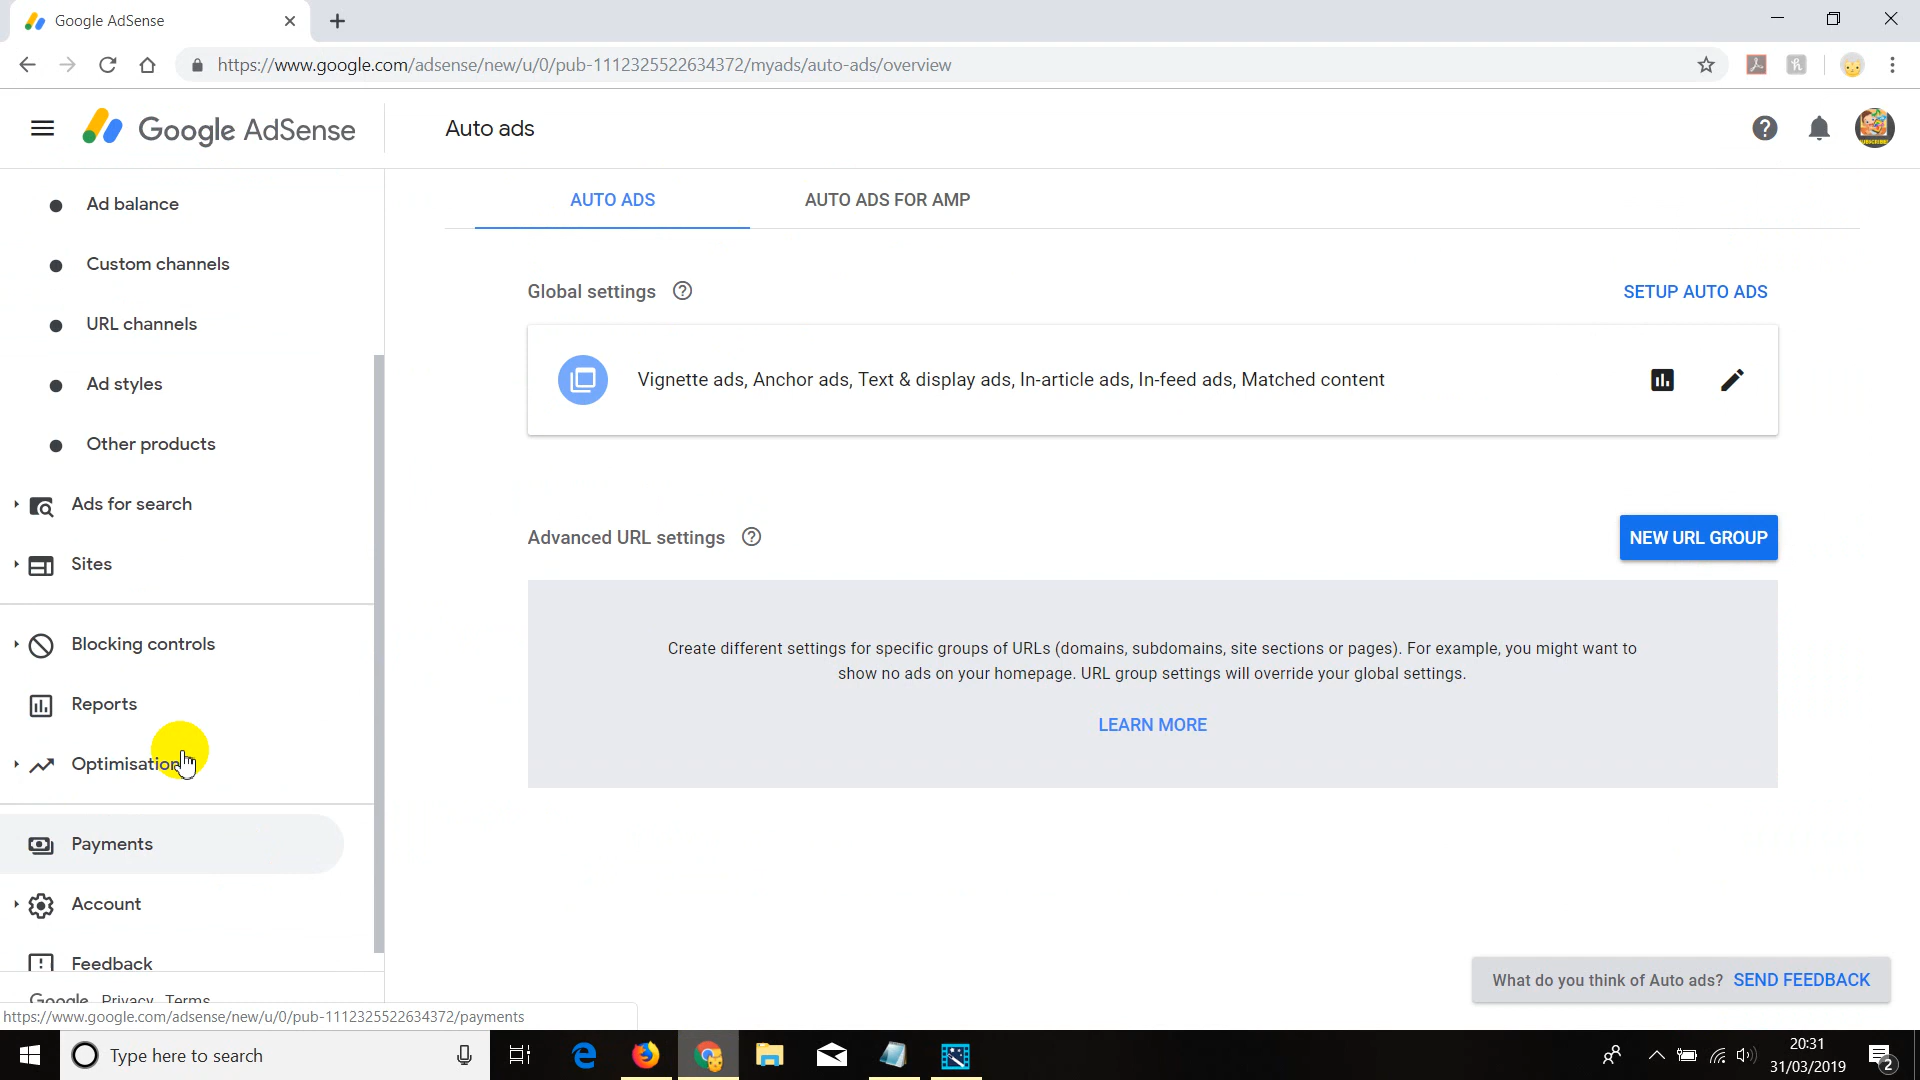 Google AdSense
https://www.google.com/adsense/new/u/0/pub-1112325522634372/myads/auto-ads/overview
Google AdSense
Auto ads
Ad balance
Custom channels
URL channels
Ad styles
Other products
Ads for search
Sites
Blocking controls
Reports
Optimisation
Payments
Account
Feedback
Google Privacy Terms
https://www.google.com/adsense/new/u/0/pub-1112325522634372/payments
AUTO ADS
AUTO ADS FOR AMP
Global settings
SETUP AUTO ADS
Vignette ads, Anchor ads, Text & display ads, In-article ads, In-feed ads, Matched content
Advanced URL settings
NEW URL GROUP
Create different settings for specific groups of URLs (domains, subdomains, site sections or pages). For example, you might want to
show no ads on your homepage. URL group settings will override your global settings.
LEARN MORE
What do you think of Auto ads? SEND FEEDBACK
Type here to search
20:31
31/03/2019
2